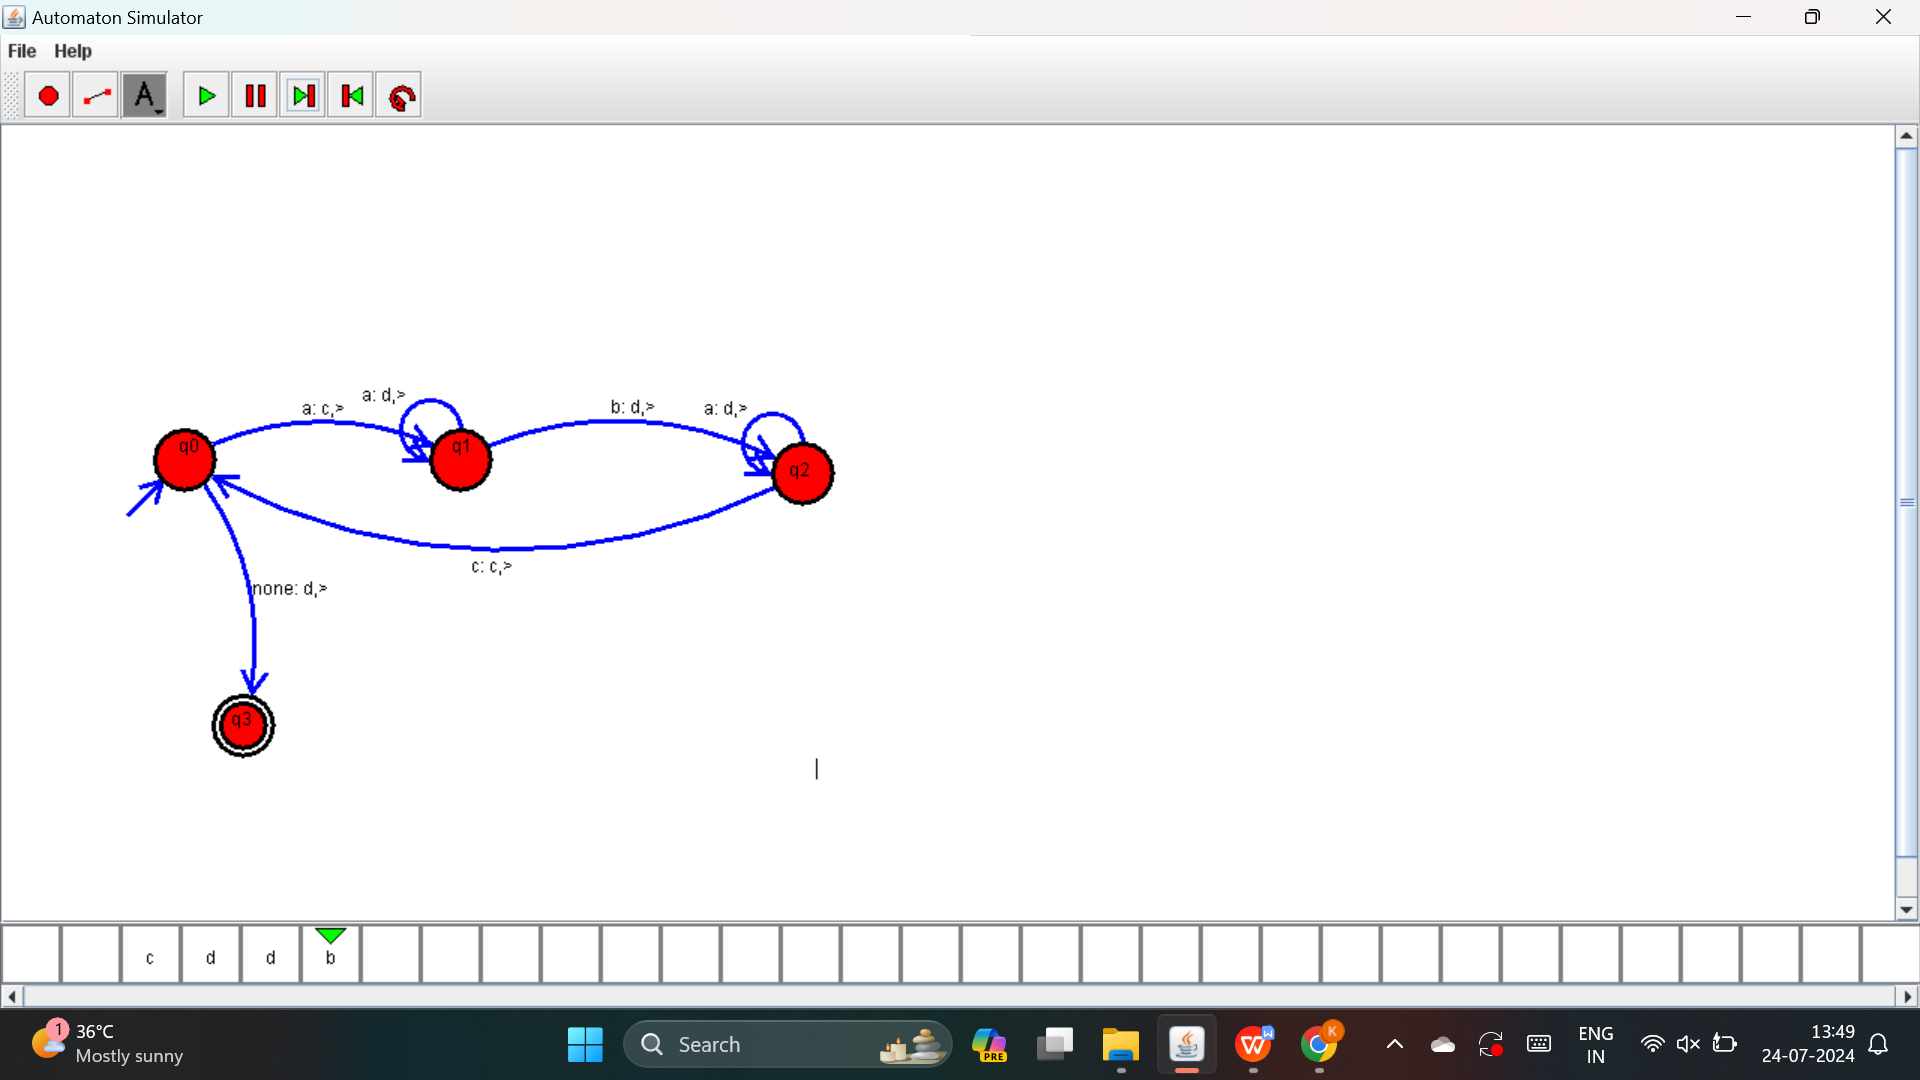 Automaton Simulator
File Help
A
a: c,>
a: d,>
b: d,>
a: d,>
q0
q1
q2
c: c,>
none: d,>
q3
c d d b
1
36°C
Mostly sunny
Search
PRE
W
W
K
ENG
IN
13:49
24-07-2024